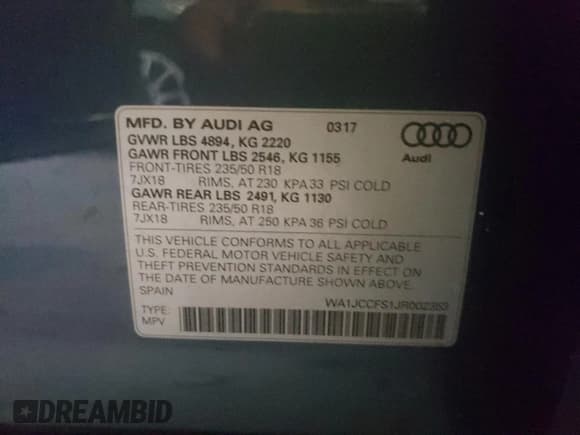 MFD. BY AUDI AG 0317
GVWR LBS 4894, KG 2220
GAWR FRONT LBS 2546, KG 1155
FRONT-TIRES 235/50 R18
7JX18 RIMS, AT 230 KPA 33 PSI COLD
GAWR REAR LBS 2491, KG 1130
REAR-TIRES 235/50 R18
7JX18 RIMS, AT 250 KPA 36 PSI COLD
Audi
THIS VEHICLE CONFORMS TO ALL APPLICABLE
U.S. FEDERAL MOTOR VEHICLE SAFETY AND
THEFT PREVENTION STANDARDS IN EFFECT ON
THE DATE OF MANUFACTURE SHOWN ABOVE.
SPAIN
WA1JCCFS1JR002353
TYPE:
MPV
DREAMBID